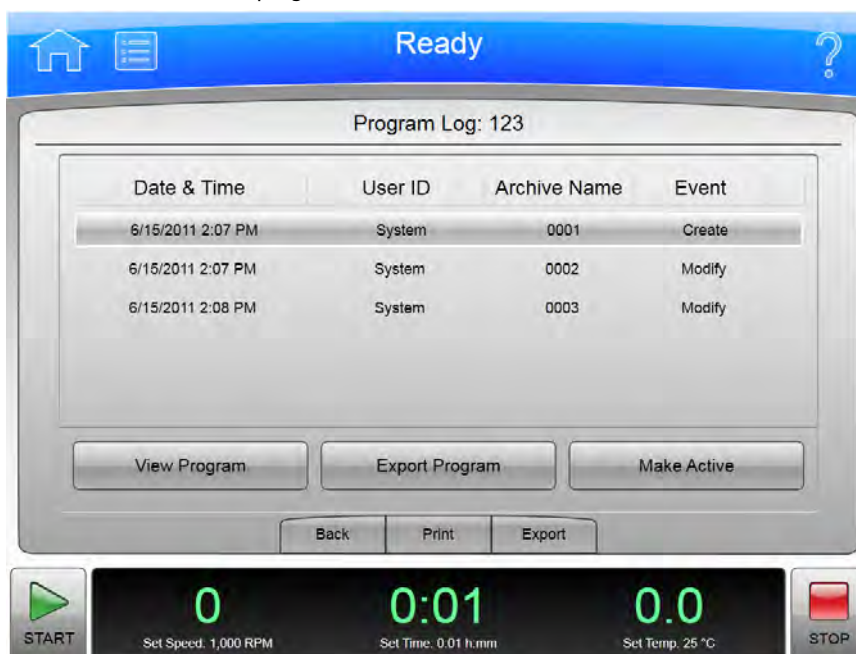 Ready
Program Log: 123
Date & Time User ID Archive Name Event
6/15/2011 2:07 PM System 0001 Create
6/15/2011 2:07 PM System 0002 Modify
6/15/2011 2:08 PM System 0003 Modify
View Program Export Program Make Active
Back Print Export
0 0:01 0.0
START Set Speed: 1,000 RPM Set Time: 0:01 h:mm Set Temp: 25 °C STOP